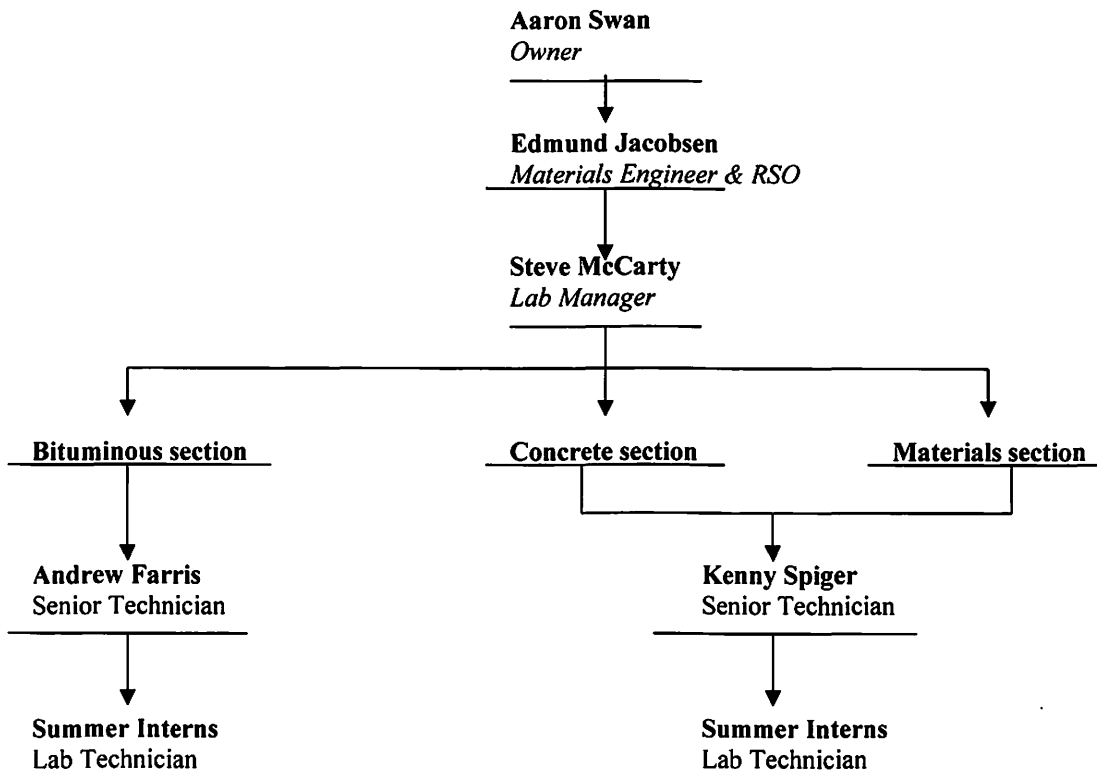 Aaron Swan
Owner
Edmund Jacobsen
Materials Engineer & RSO
Steve McCarty
Lab Manager
Bituminous section
Concrete section
Materials section
Andrew Farris
Senior Technician
Kenny Spiger
Senior Technician
Summer Interns
Lab Technician
Summer Interns
Lab Technician